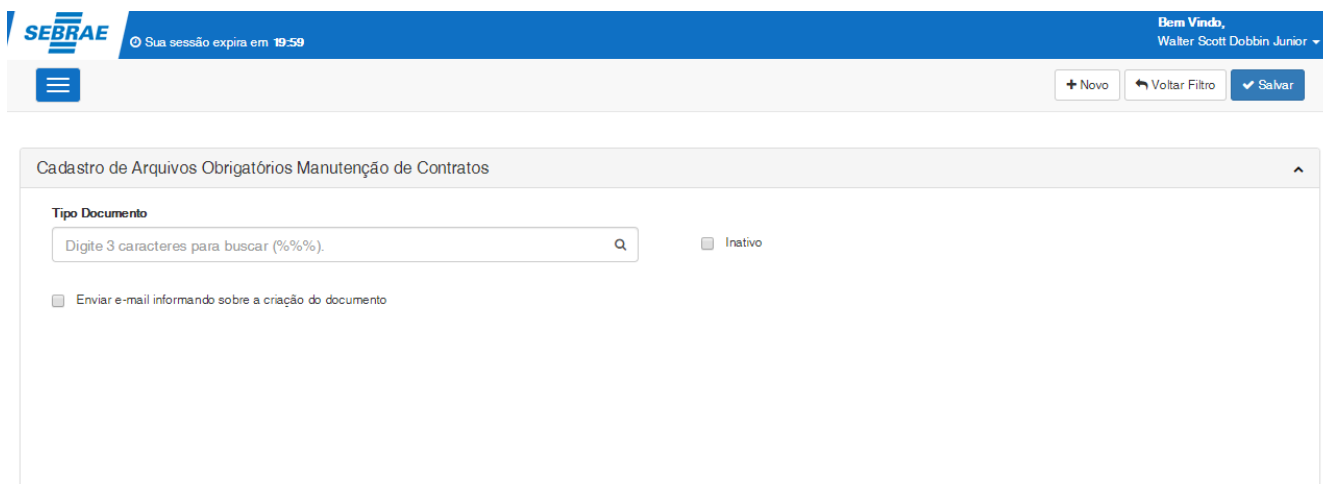 SEBRAE
Sua sessão expira em 19:59
Bem Vindo,
Walter Scott Dobbin Junior
Novo
Voltar Filtro
Salvar
Cadastro de Arquivos Obrigatórios Manutenção de Contratos
Tipo Documento
Digite 3 caracteres para buscar (%%%).
Inativo
Enviar e-mail informando sobre a criação do documento